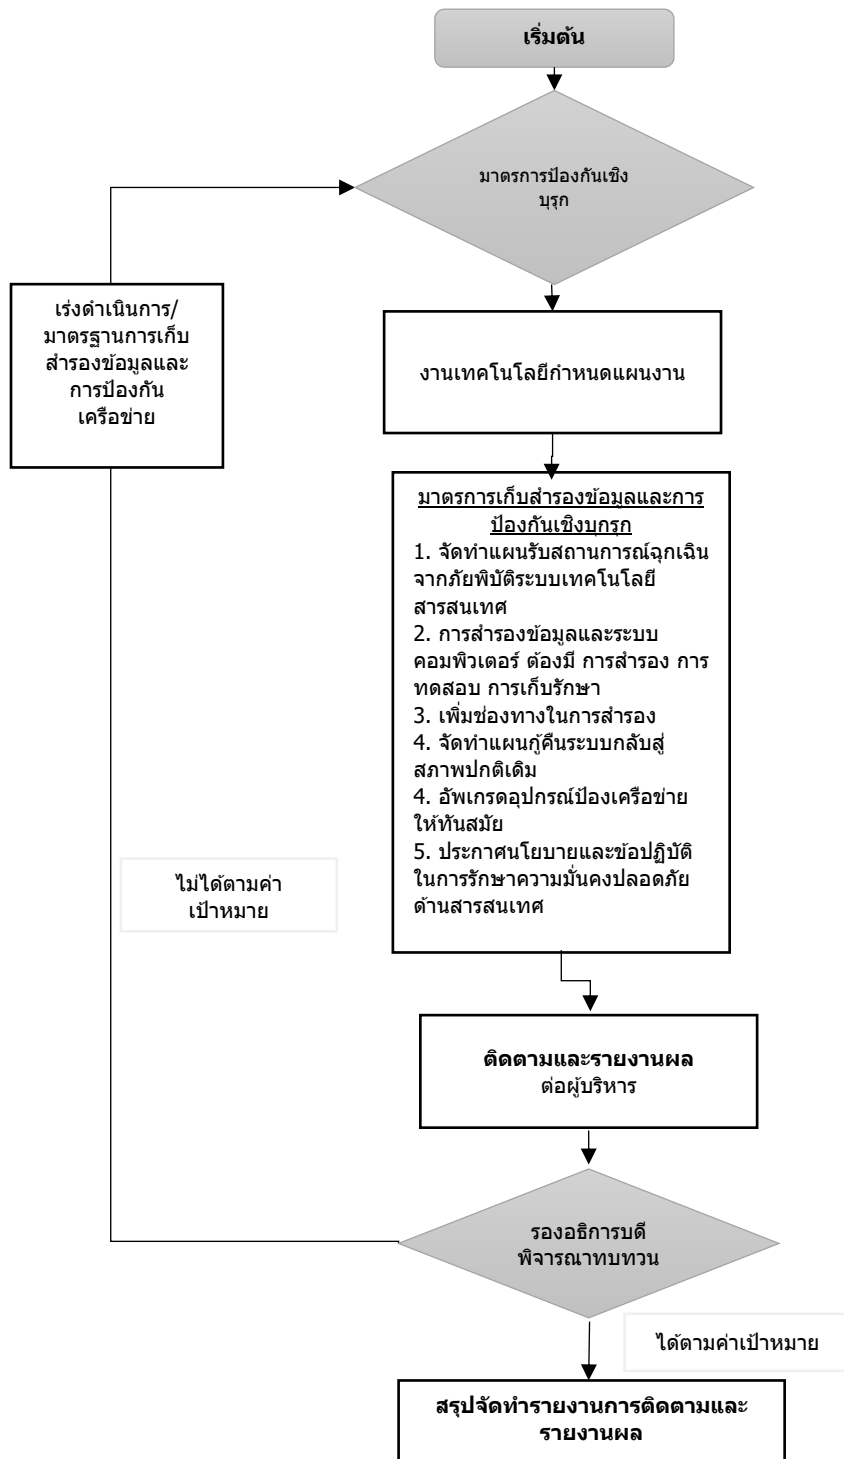 เริ่มต้น
มาตรการป้องกันเชิง
บุรุก
เร่งดำเนินการ/
มาตรฐานการเก็บ
สำรองข้อมูลและ
การป้องกัน
เครือข่าย
งานเทคโนโลยีกำหนดแผนงาน
มาตรการเก็บสำรองข้อมูลและการ
ป้องกันเชิงบุกรุก
1. จัดทำแผนรับสถานการณ์ฉุกเฉิน
จากภัยพิบัติระบบเทคโนโลยี
สารสนเทศ
2. การสำรองข้อมูลและระบบ
คอมพิวเตอร์ ต้องมี การสำรอง การ
ทดสอบ การเก็บรักษา
3. เพิ่มช่องทางในการสำรอง
4. จัดทำแผนกู้คืนระบบกลับสู่
สภาพปกติเดิม
4. อัพเกรดอุปกรณ์ป้องเครือข่าย
ให้ทันสมัย
5. ประกาศนโยบายและข้อปฏิบัติ
ในการรักษาความมั่นคงปลอดภัย
ด้านสารสนเทศ
ไม่ได้ตามค่า
เป้าหมาย
ติดตามและรายงานผล
ต่อผู้บริหาร
รองอธิการบดี
พิจารณาทบทวน
ได้ตามค่าเป้าหมาย
สรุปจัดทำรายงานการติดตามและ
รายงานผล